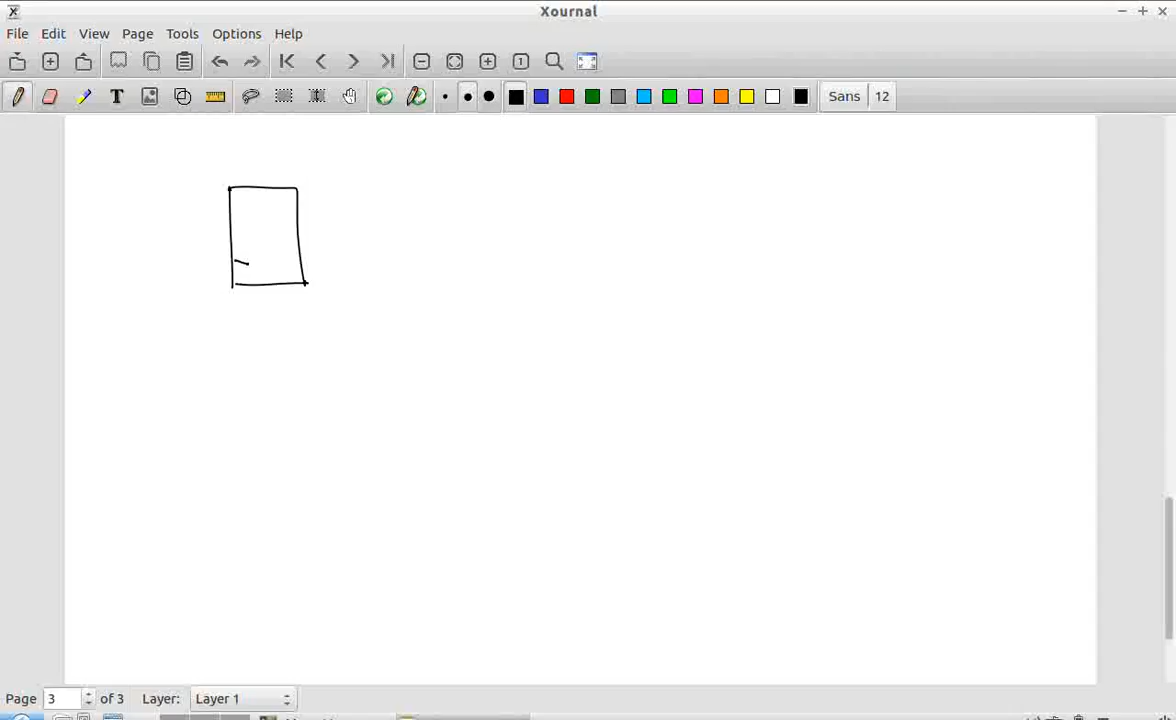 Xournal
File Edit View Page Tools Options Help
Sans 12
Page 3 of 3 Layer: Layer 1